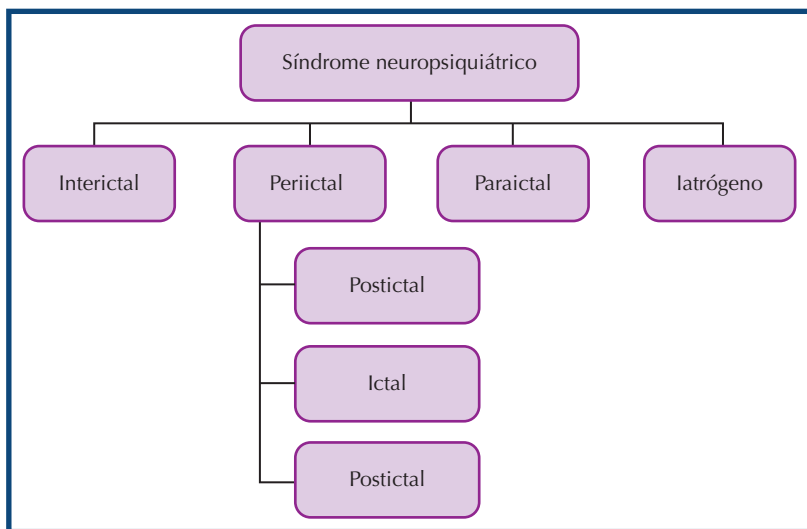 Síndrome neuropsiquiátrico
Interictal
Periictal
Paraictal
Iatrógeno
Postictal
Ictal
Postictal